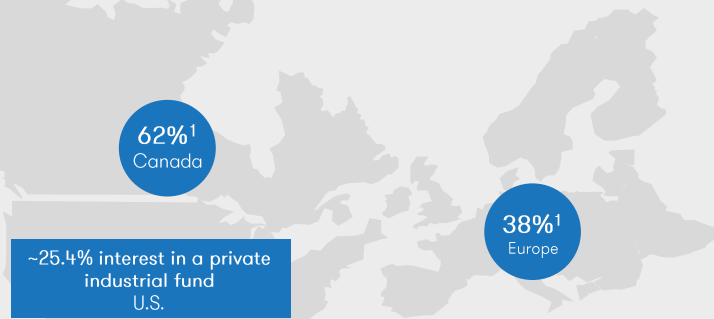 62%¹
Canada
38%¹
Europe
~25.4% interest in a private
industrial fund
U.S.